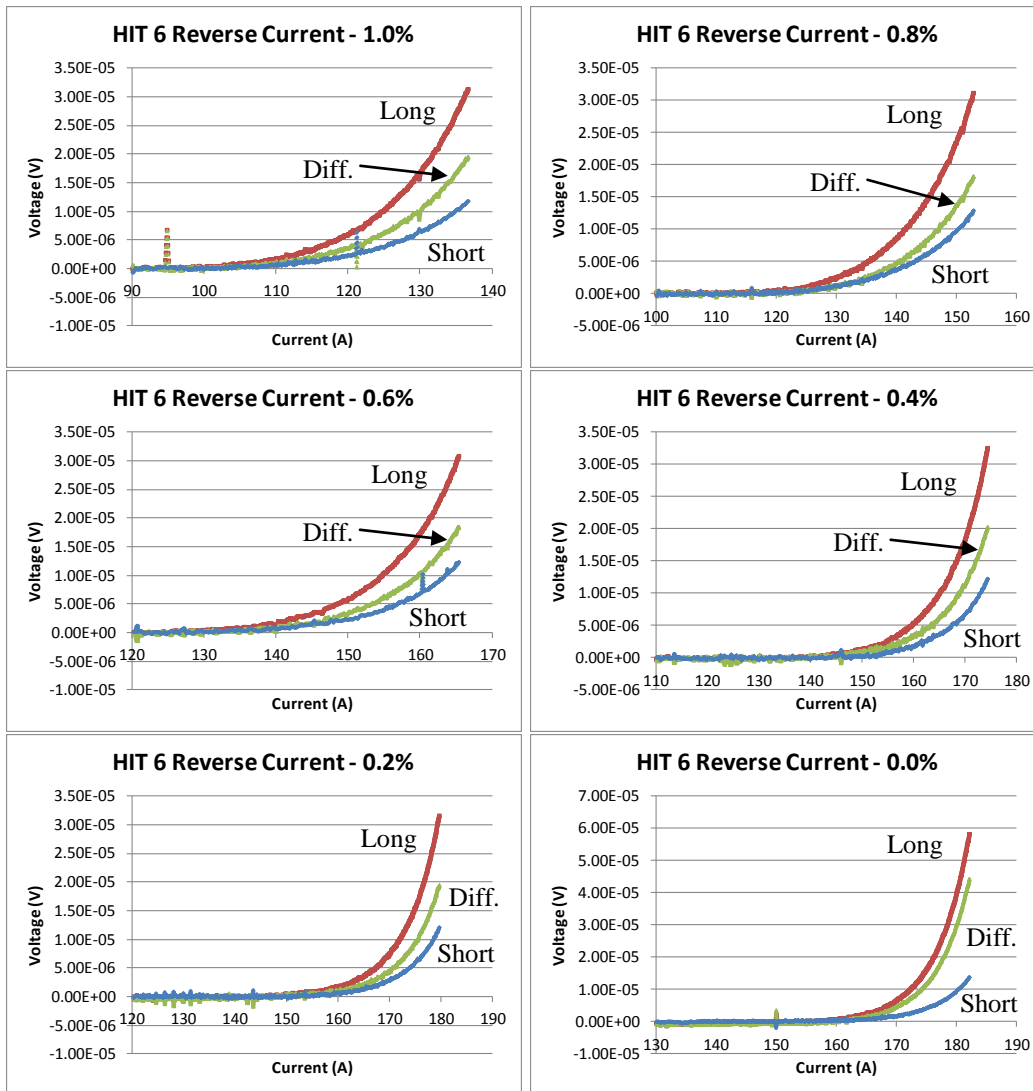 HIT 6 Reverse Current - 1.0%
3.50E-05
3.00E-05
2.50E-05
2.00E-05
1.50E-05
1.00E-05
5.00E-06
0.00E+00
-5.00E-06
-1.00E-05
Voltage (V)
Long
Diff.
Short
90 100 110 120 130 140
Current (A)
HIT 6 Reverse Current - 0.8%
3.50E-05
3.00E-05
2.50E-05
2.00E-05
1.50E-05
1.00E-05
5.00E-06
0.00E+00
-5.00E-06
Voltage (V)
Long
Diff.
Short
100 110 120 130 140 150 160
Current (A)
HIT 6 Reverse Current - 0.6%
3.50E-05
3.00E-05
2.50E-05
2.00E-05
1.50E-05
1.00E-05
5.00E-06
0.00E+00
-5.00E-06
-1.00E-05
Voltage (V)
Long
Diff.
Short
120 130 140 150 160 170
Current (A)
HIT 6 Reverse Current - 0.4%
3.50E-05
3.00E-05
2.50E-05
2.00E-05
1.50E-05
1.00E-05
5.00E-06
0.00E+00
-5.00E-06
Voltage (V)
Long
Diff.
Short
110 120 130 140 150 160 170 180
Current (A)
HIT 6 Reverse Current - 0.2%
3.50E-05
3.00E-05
2.50E-05
2.00E-05
1.50E-05
1.00E-05
5.00E-06
0.00E+00
-5.00E-06
-1.00E-05
Voltage (V)
Long
Diff.
Short
120 130 140 150 160 170 180 190
Current (A)
HIT 6 Reverse Current - 0.0%
7.00E-05
6.00E-05
5.00E-05
4.00E-05
3.00E-05
2.00E-05
1.00E-05
0.00E+00
-1.00E-05
Voltage (V)
Long
Diff.
Short
130 140 150 160 170 180 190
Current (A)